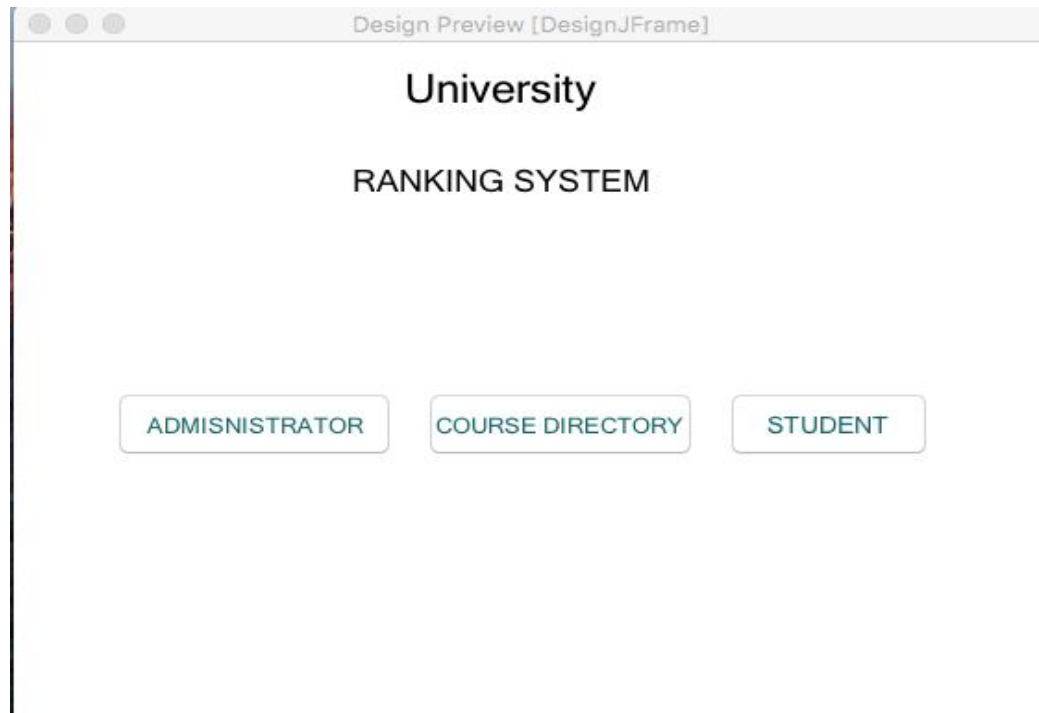 Design Preview [DesignJFrame]
University
RANKING SYSTEM
ADMISNISTRATOR COURSE DIRECTORY STUDENT